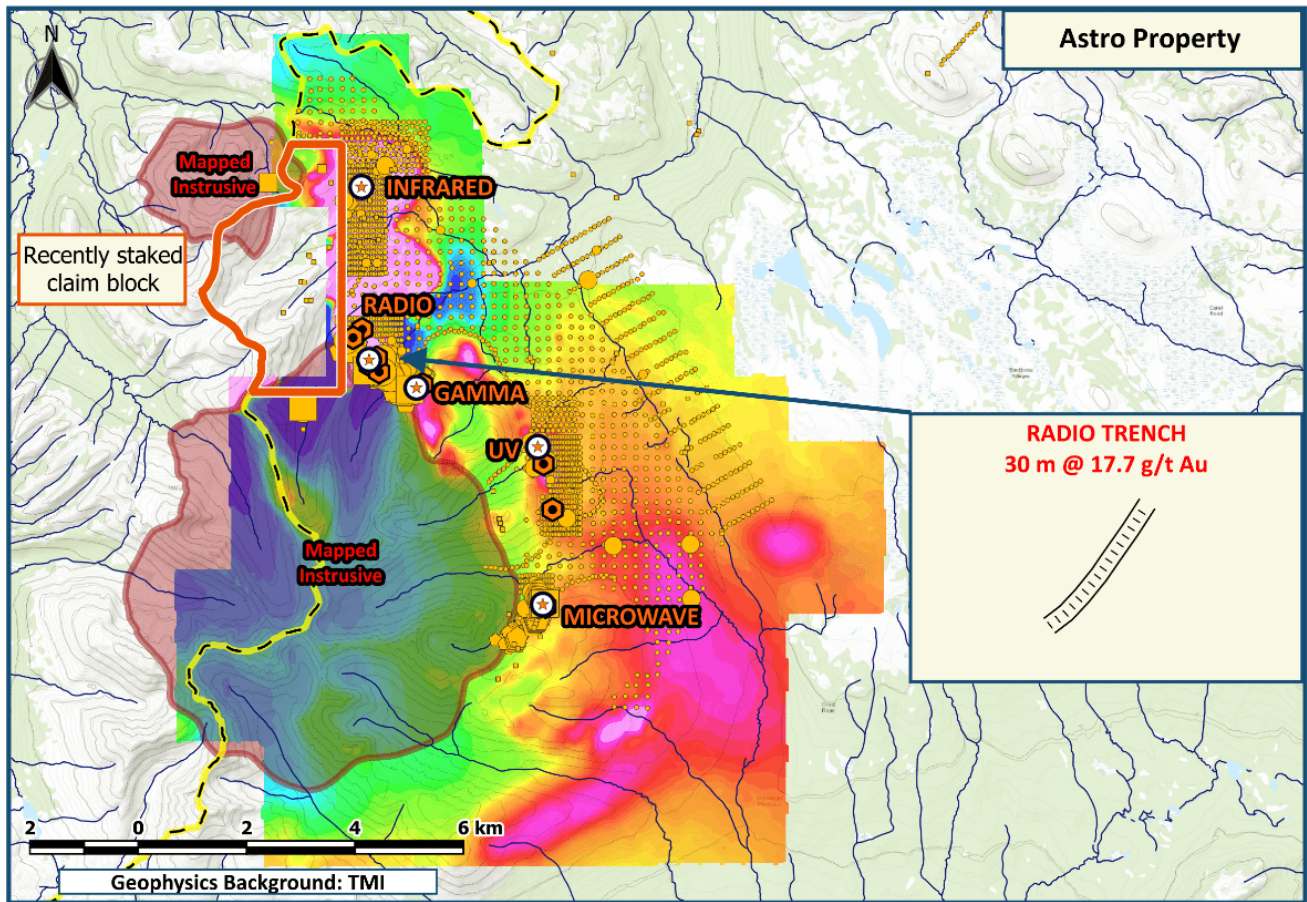 Astro Property
N
Mapped
Instrusive
INFRARED
Recently staked
claim block
RADIO
GAMMA
UV
RADIO TRENCH
30 m @ 17.7 g/t Au
Mapped
Instrusive
MICROWAVE
2 0 2 4 6 km
Geophysics Background: TMI